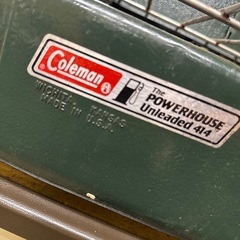 Coleman
The
POWERHOUSE
Unleaded 414
WICHITA, KANSAS
MADE IN U.S.A.